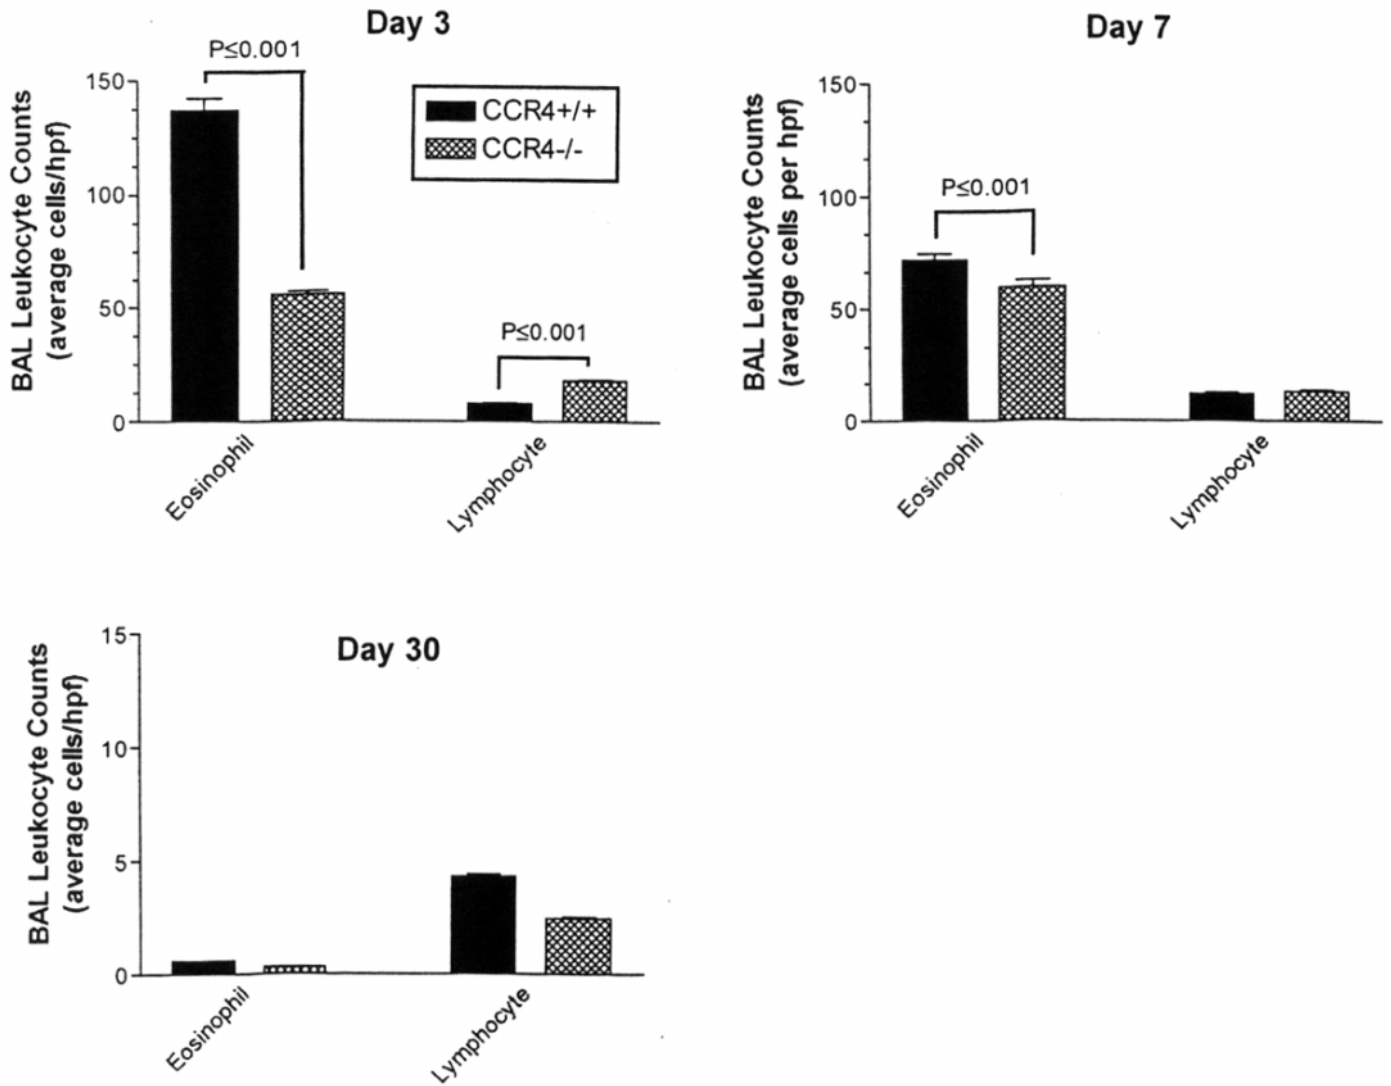 Day 3
P≤0.001
150
100
50
0
BAL Leukocyte Counts
(average cells/hpf)
CCR4+/+
CCR4-/-
P≤0.001
Eosinophil
Lymphocyte
Day 7
150
100
50
0
BAL Leukocyte Counts
(average cells per hpf)
P≤0.001
Eosinophil
Lymphocyte
Day 30
15
10
5
0
BAL Leukocyte Counts
(average cells/hpf)
Eosinophil
Lymphocyte